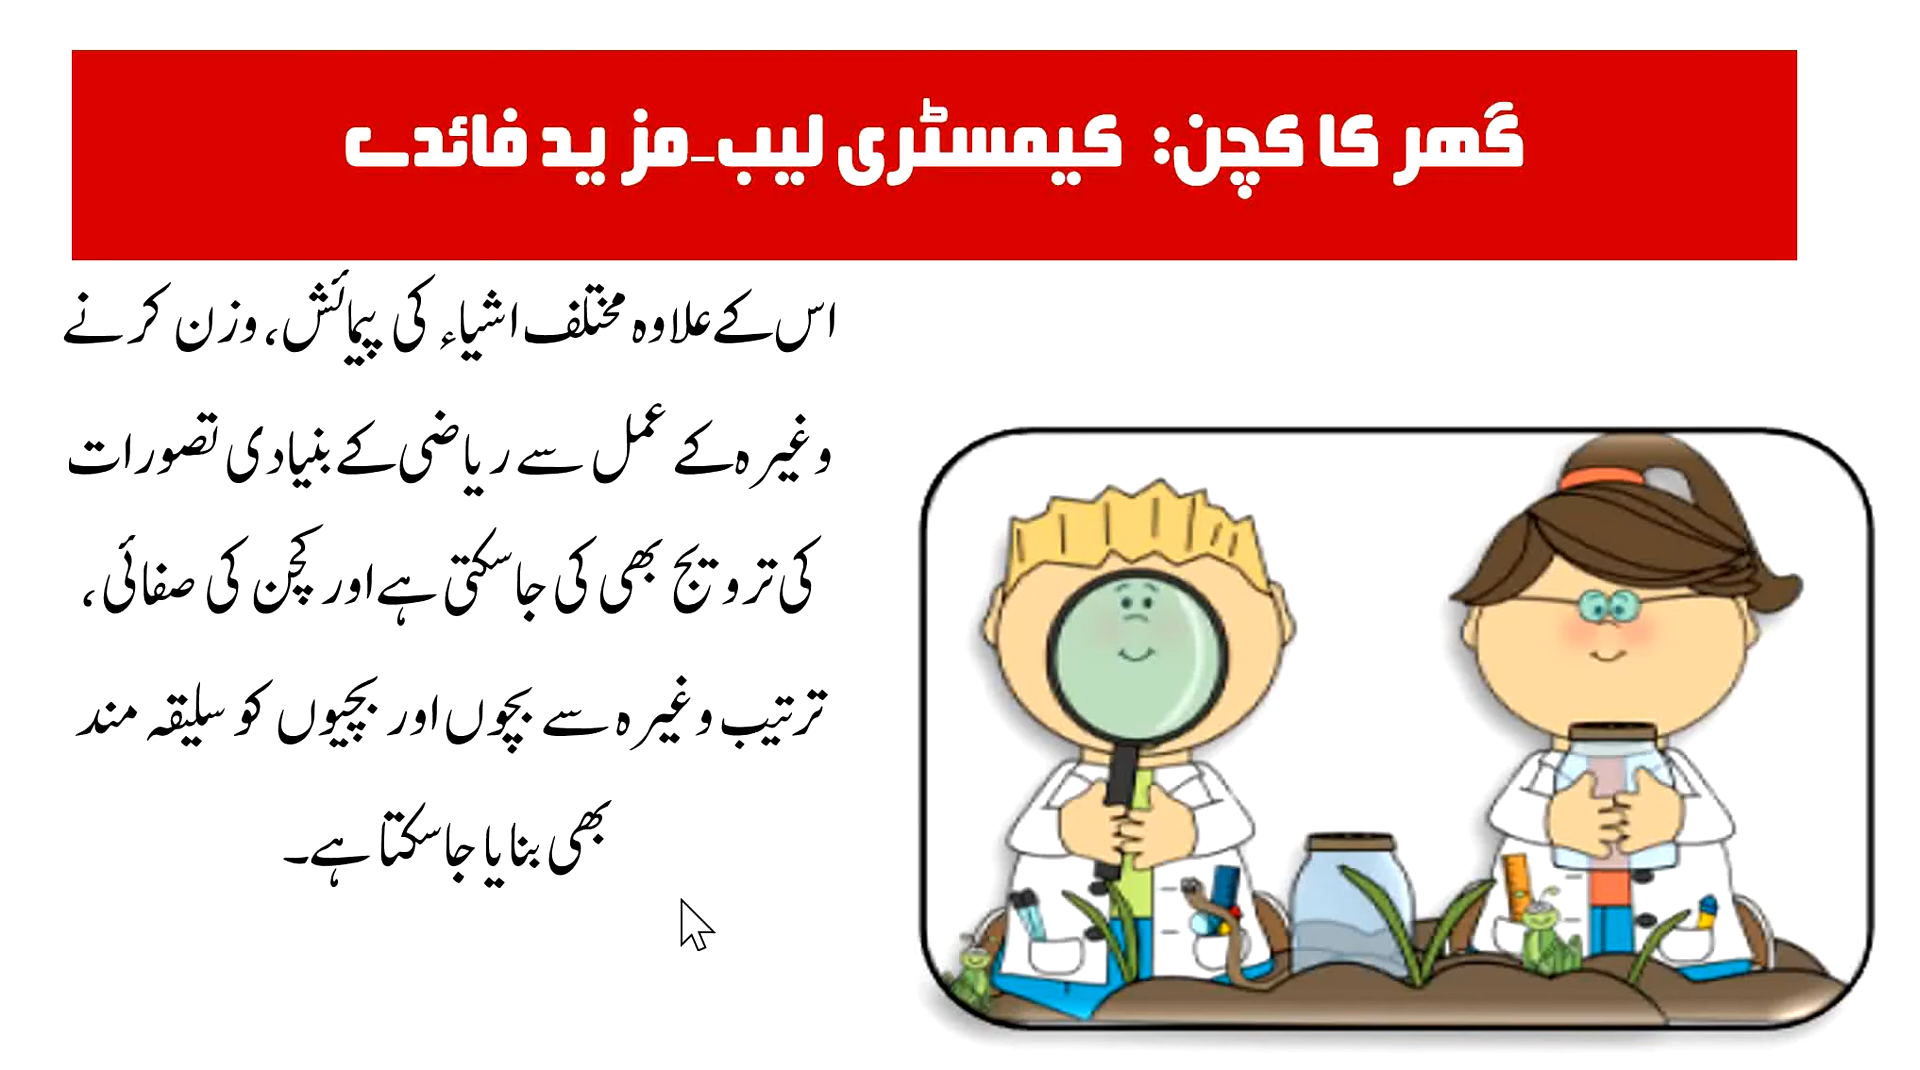 گھر کا کچن: کیمسٹری لیب-مزید فائدے
اس کے علاوہ مختلف اشیاء کی پیمائش، وزن کرنے
وغیرہ کے عمل سے ریاضی کے بنیادی تصورات
کی ترویج بھی کی جاسکتی ہے اور کچن کی صفائی،
ترتیب وغیرہ سے بچوں اور بچیوں کو سلیقہ مند
بھی بنایا جاسکتا ہے۔